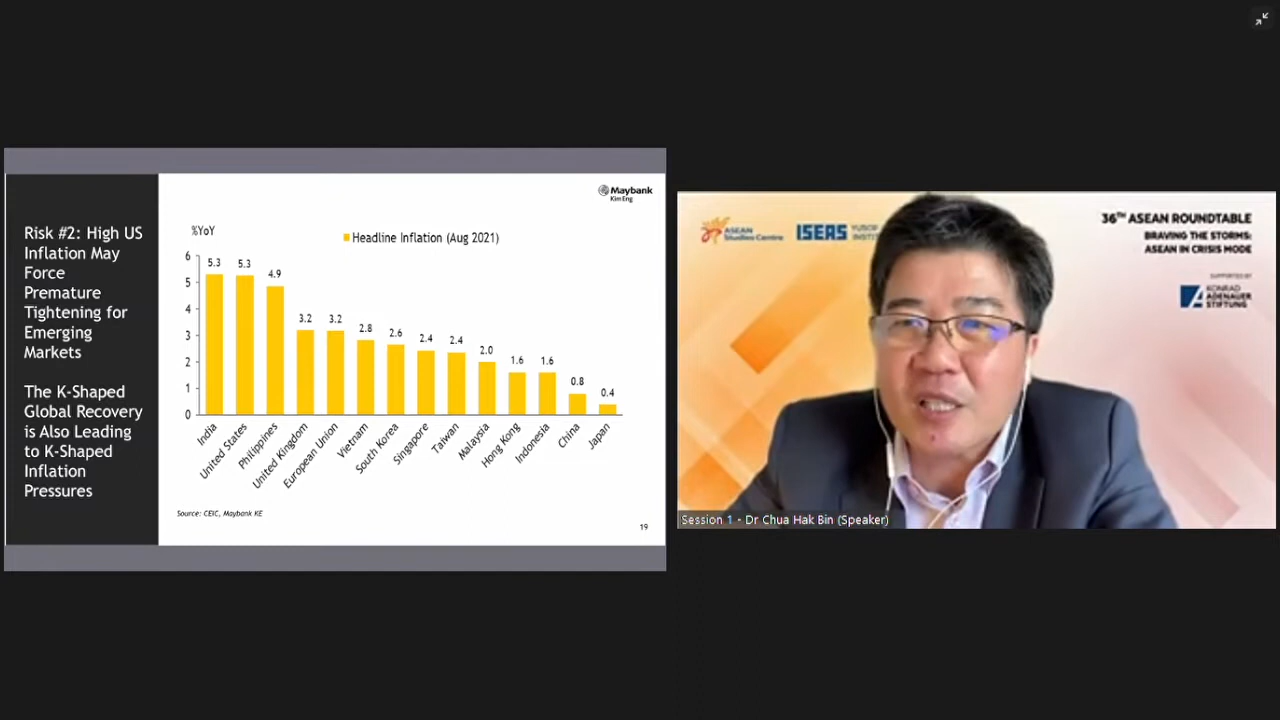 Risk #2: High US
Inflation May
Force
Premature
Tightening for
Emerging
Markets
The K-Shaped
Global Recovery
is Also Leading
to K-Shaped
Inflation
Pressures
Maybank
Kim Eng
%YoY
Headline Inflation (Aug 2021)
6
5
4
3
2
1
0
5.3
5.3
4.9
3.2
3.2
2.8
2.6
2.4
2.4
2.0
1.6
1.6
0.8
0.4
India
United States
Philippines
United Kingdom
European Union
Vietnam
South Korea
Singapore
Taiwan
Malaysia
Hong Kong
Indonesia
China
Japan
Source: CEIC, Maybank KE
19
ASEAN
Studies Centre
ISEAS
YUSOF
INSTIT
36TH ASEAN ROUNDTABLE
BRAVING THE STORMS:
ASEAN IN CRISIS MODE
SUPPORTED BY
KONRAD
ADENAUER
STIFTUNG
Session 1 - Dr Chua Hak Bin (Speaker)